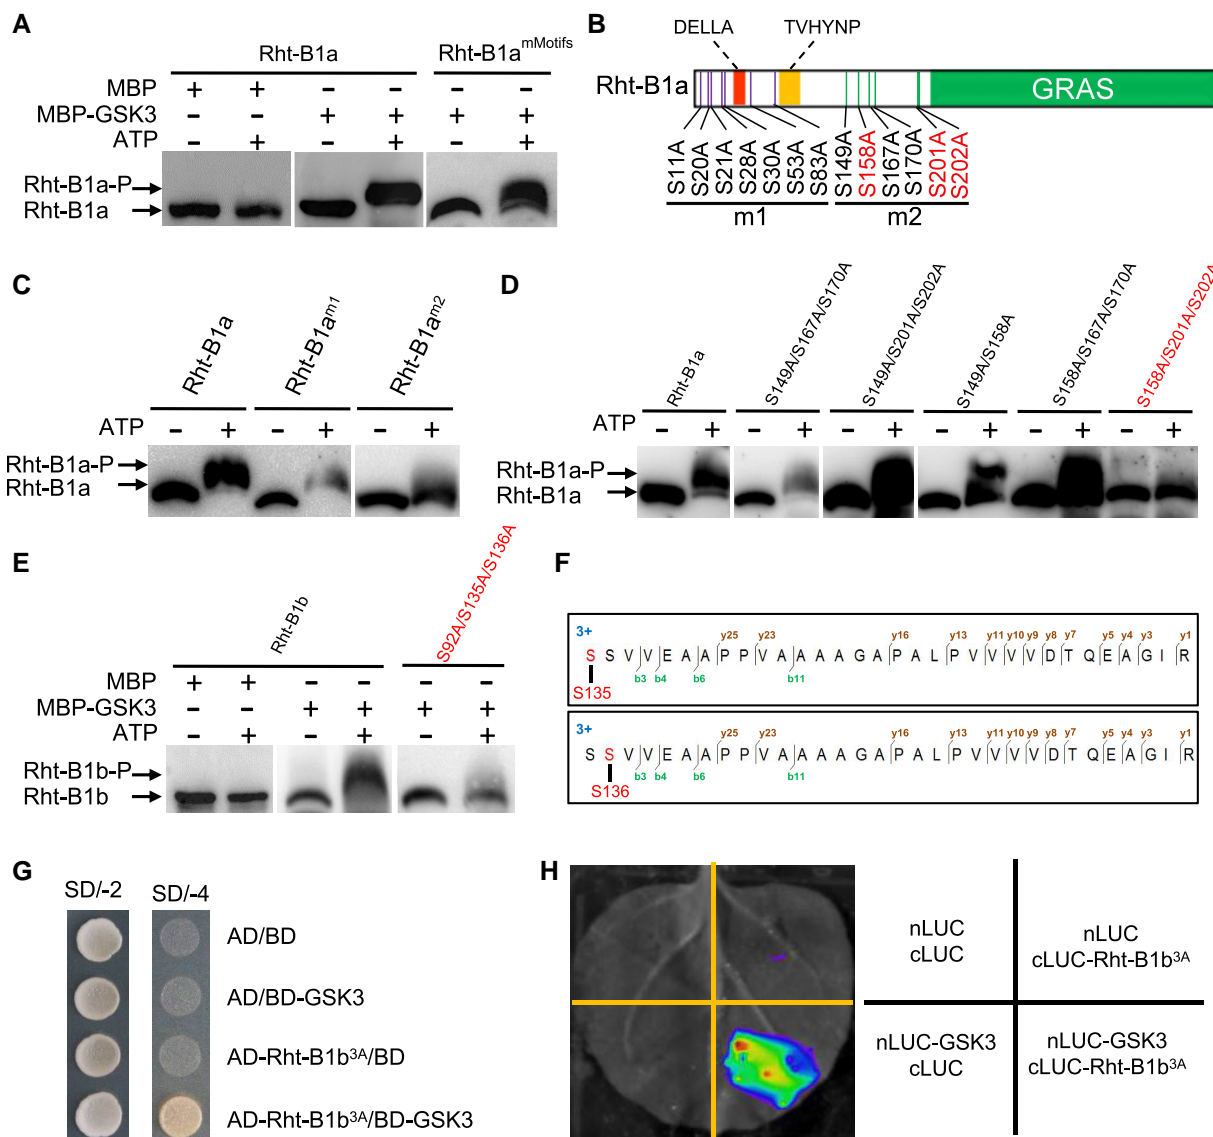 A
Rht-B1a
Rht-B1a^mMotifs
MBP + + - - - -
MBP-GSK3 - - + + + +
ATP - + - + - +
Rht-B1a-P
Rht-B1a
B
DELLA
TVHYNP
Rht-B1a
GRAS
S11A
S20A
S21A
S28A
S30A
S53A
S83A
S149A
S158A
S167A
S170A
S201A
S202A
m1
m2
C
Rht-B1a
Rht-B1a^m1
Rht-B1a^m2
ATP - + - + - +
Rht-B1a-P
Rht-B1a
D
Rht-B1a
S149A/S167A/S170A
S149A/S201A/S202A
S149A/S158A
S158A/S167A/S170A
S158A/S201A/S202A
ATP - + - + - + - + - + - +
Rht-B1a-P
Rht-B1a
E
Rht-B1b
S92A/S135A/S136A
MBP + + - - - -
MBP-GSK3 - - + + + +
ATP - + - + - +
Rht-B1b-P
Rht-B1b
F
3+
y25 y23 y16 y13 y11 y10 y9 y8 y7 y5 y4 y3 y1
S S V V E A A P P V A A A A G A P A L P V V V V D T Q E A G I R
b3 b4 b6 b11
S135
3+
y25 y23 y16 y13 y11 y10 y9 y8 y7 y5 y4 y3 y1
S S V V E A A P P V A A A A G A P A L P V V V V D T Q E A G I R
b3 b4 b6 b11
S136
G
SD/-2
SD/-4
AD/BD
AD/BD-GSK3
AD-Rht-B1b^3A/BD
AD-Rht-B1b^3A/BD-GSK3
H
nLUC
cLUC
nLUC
cLUC-Rht-B1b^3A
nLUC-GSK3
cLUC
nLUC-GSK3
cLUC-Rht-B1b^3A